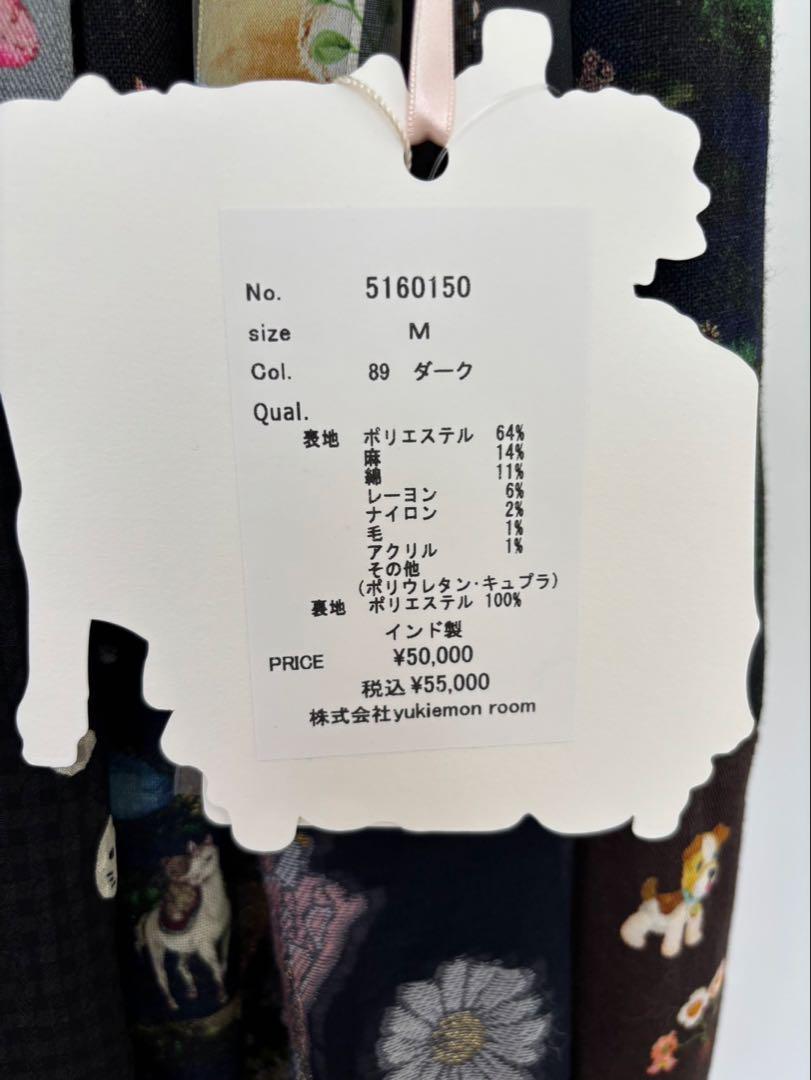 No. 5160150
size M
Col. 89 ダーク
Qual.
表地 ポリエステル 64%
麻 14%
綿 11%
レーヨン 6%
ナイロン 2%
毛 1%
アクリル 1%
その他
(ポリウレタン・キュプラ)
裏地 ポリエステル 100%
インド製
PRICE ¥50,000
税込 ¥55,000
株式会社yukiemon room